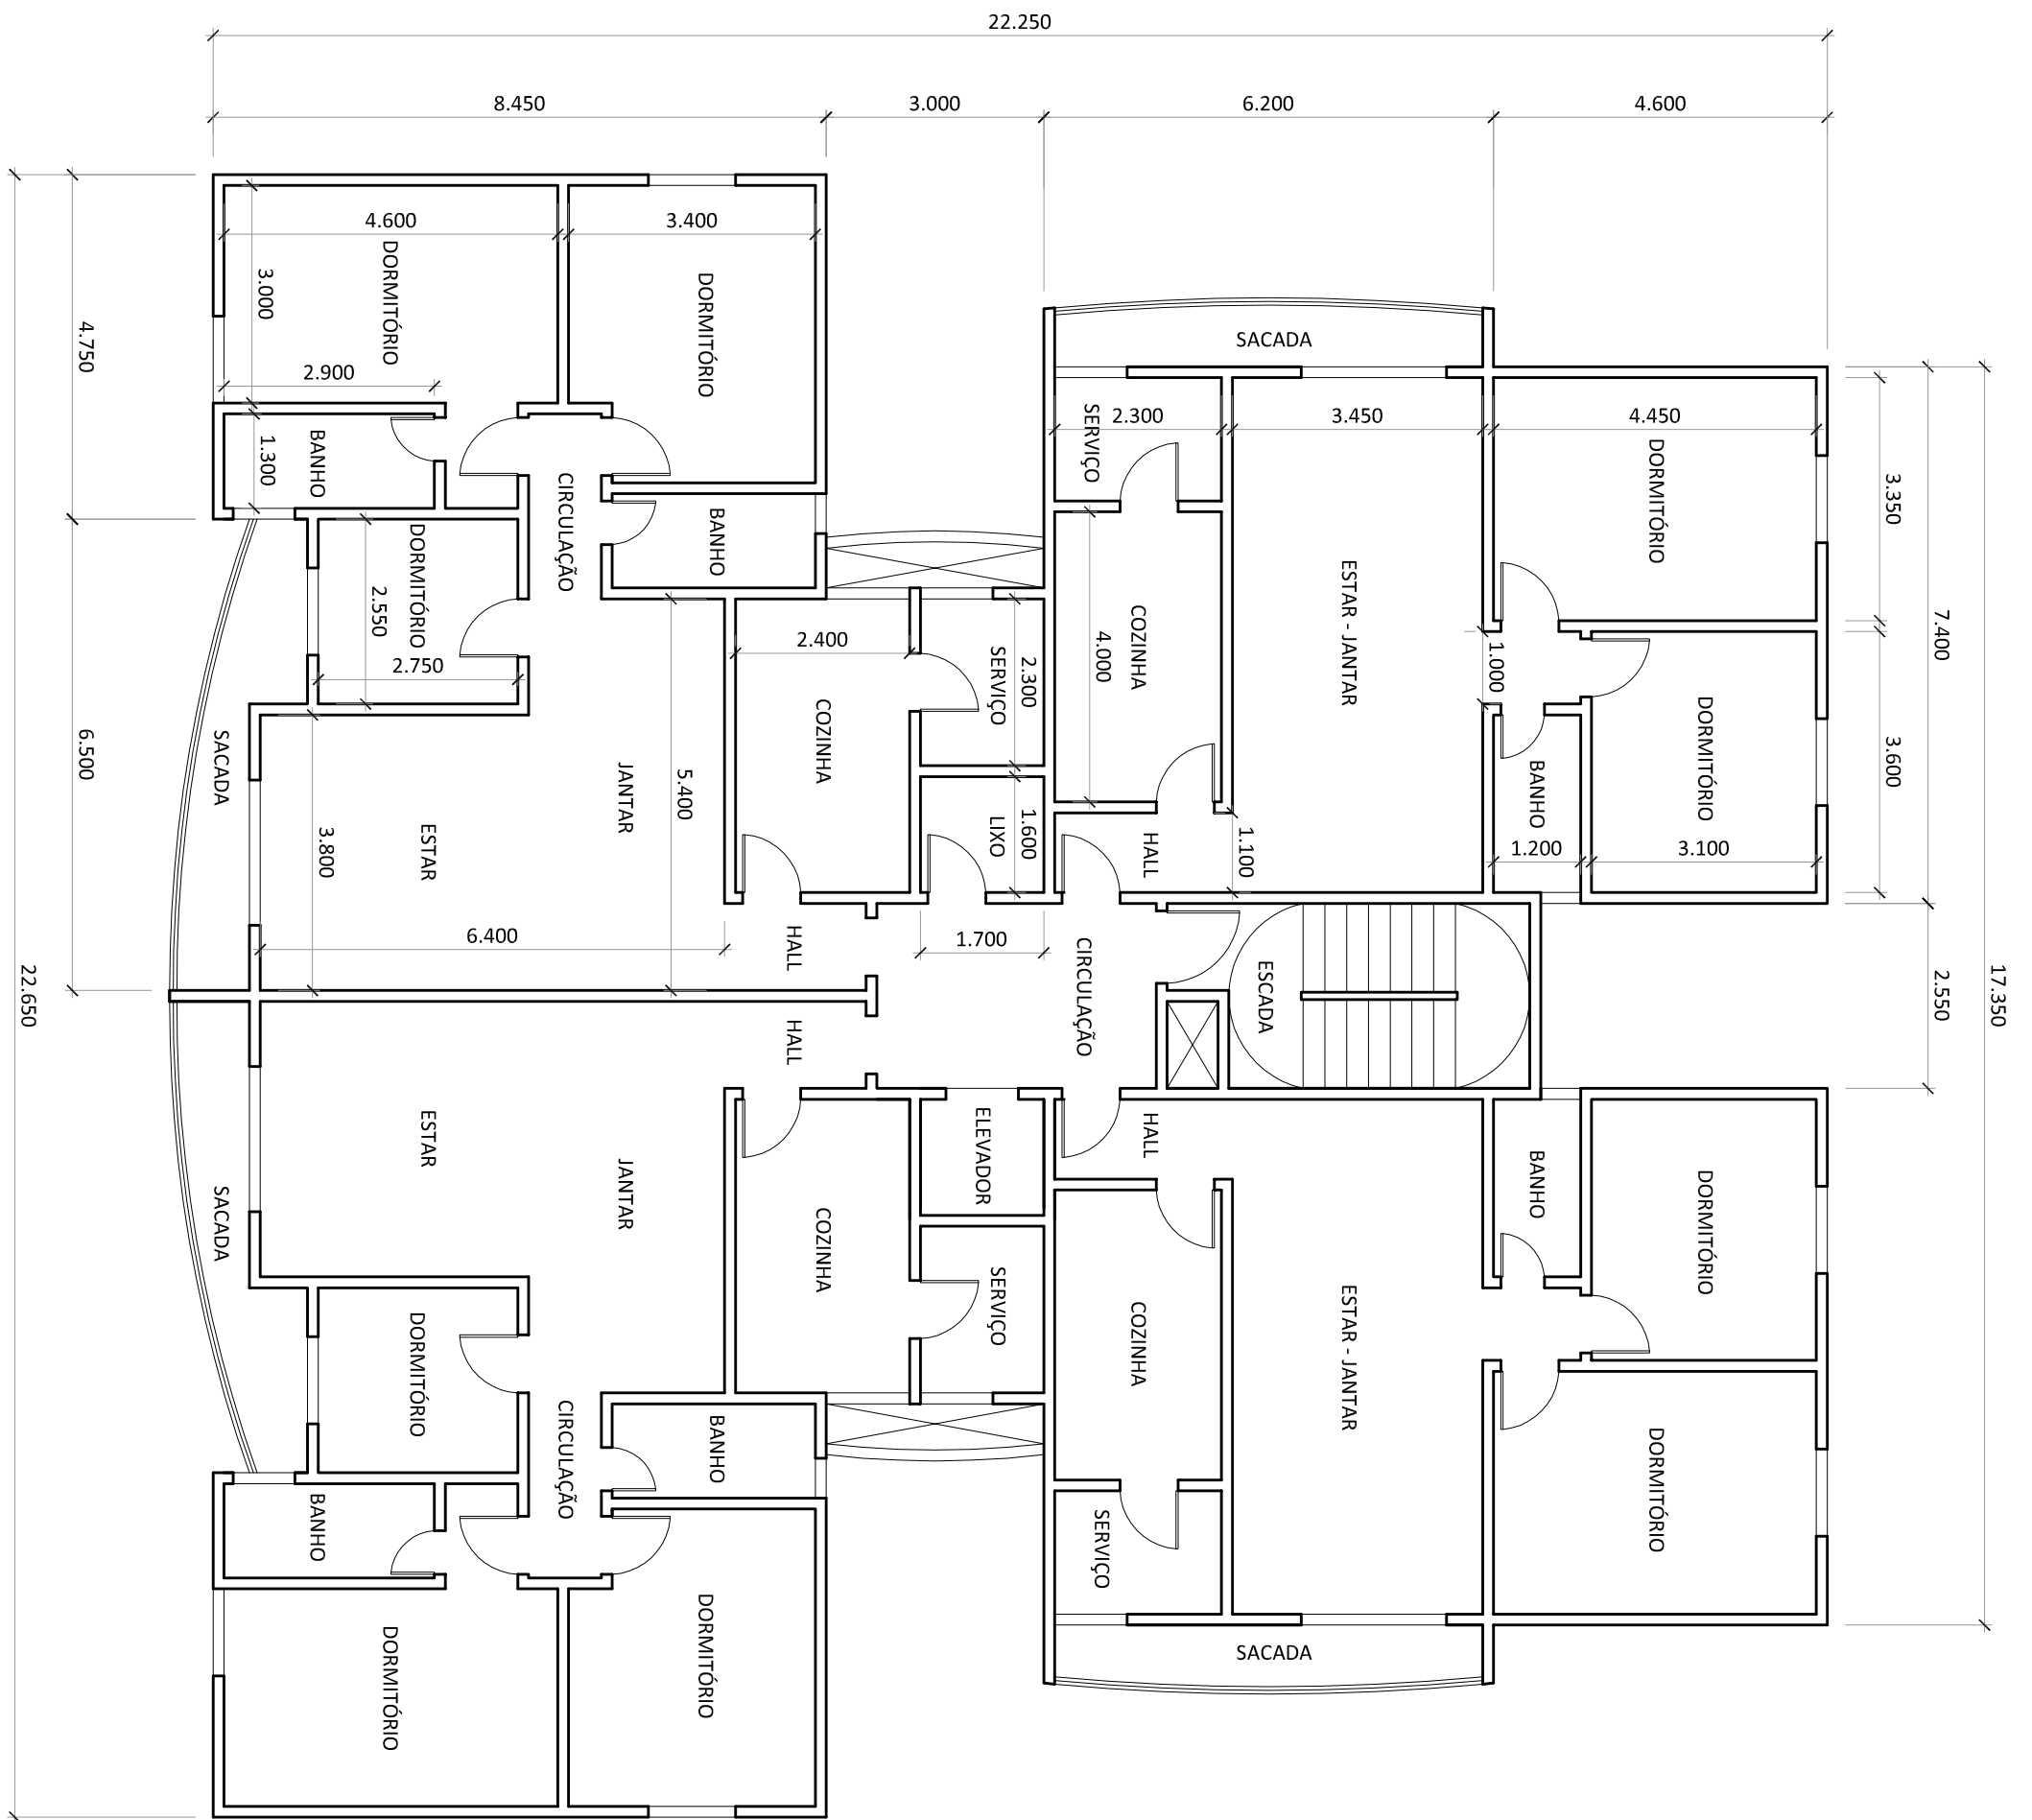 22.250
8.450
3.000
6.200
4.600
4.600
3.400
DORMITÓRIO
3.000
DORMITÓRIO
4.750
2.900
1.300
BANHO
CIRCULAÇÃO
BANHO
DORMITÓRIO
2.550
2.750
SACADA
SERVIÇO
2.300
3.450
4.450
DORMITÓRIO
3.350
7.400
17.350
2.550
3.600
ESTAR - JANTAR
COZINHA
4.000
1.000
DORMITÓRIO
BANHO
1.200
3.100
2.400
SERVIÇO
2.300
COZINHA
LIXO
1.600
HALL
1.100
6.500
SACADA
ESTAR
3.800
JANTAR
5.400
6.400
HALL
1.700
CIRCULAÇÃO
ESCADA
22.650
HALL
ESTAR
JANTAR
SACADA
COZINHA
ELEVADOR
SERVIÇO
HALL
BANHO
DORMITÓRIO
COZINHA
ESTAR - JANTAR
DORMITÓRIO
DORMITÓRIO
CIRCULAÇÃO
BANHO
BANHO
SERVIÇO
SACADA
DORMITÓRIO
DORMITÓRIO